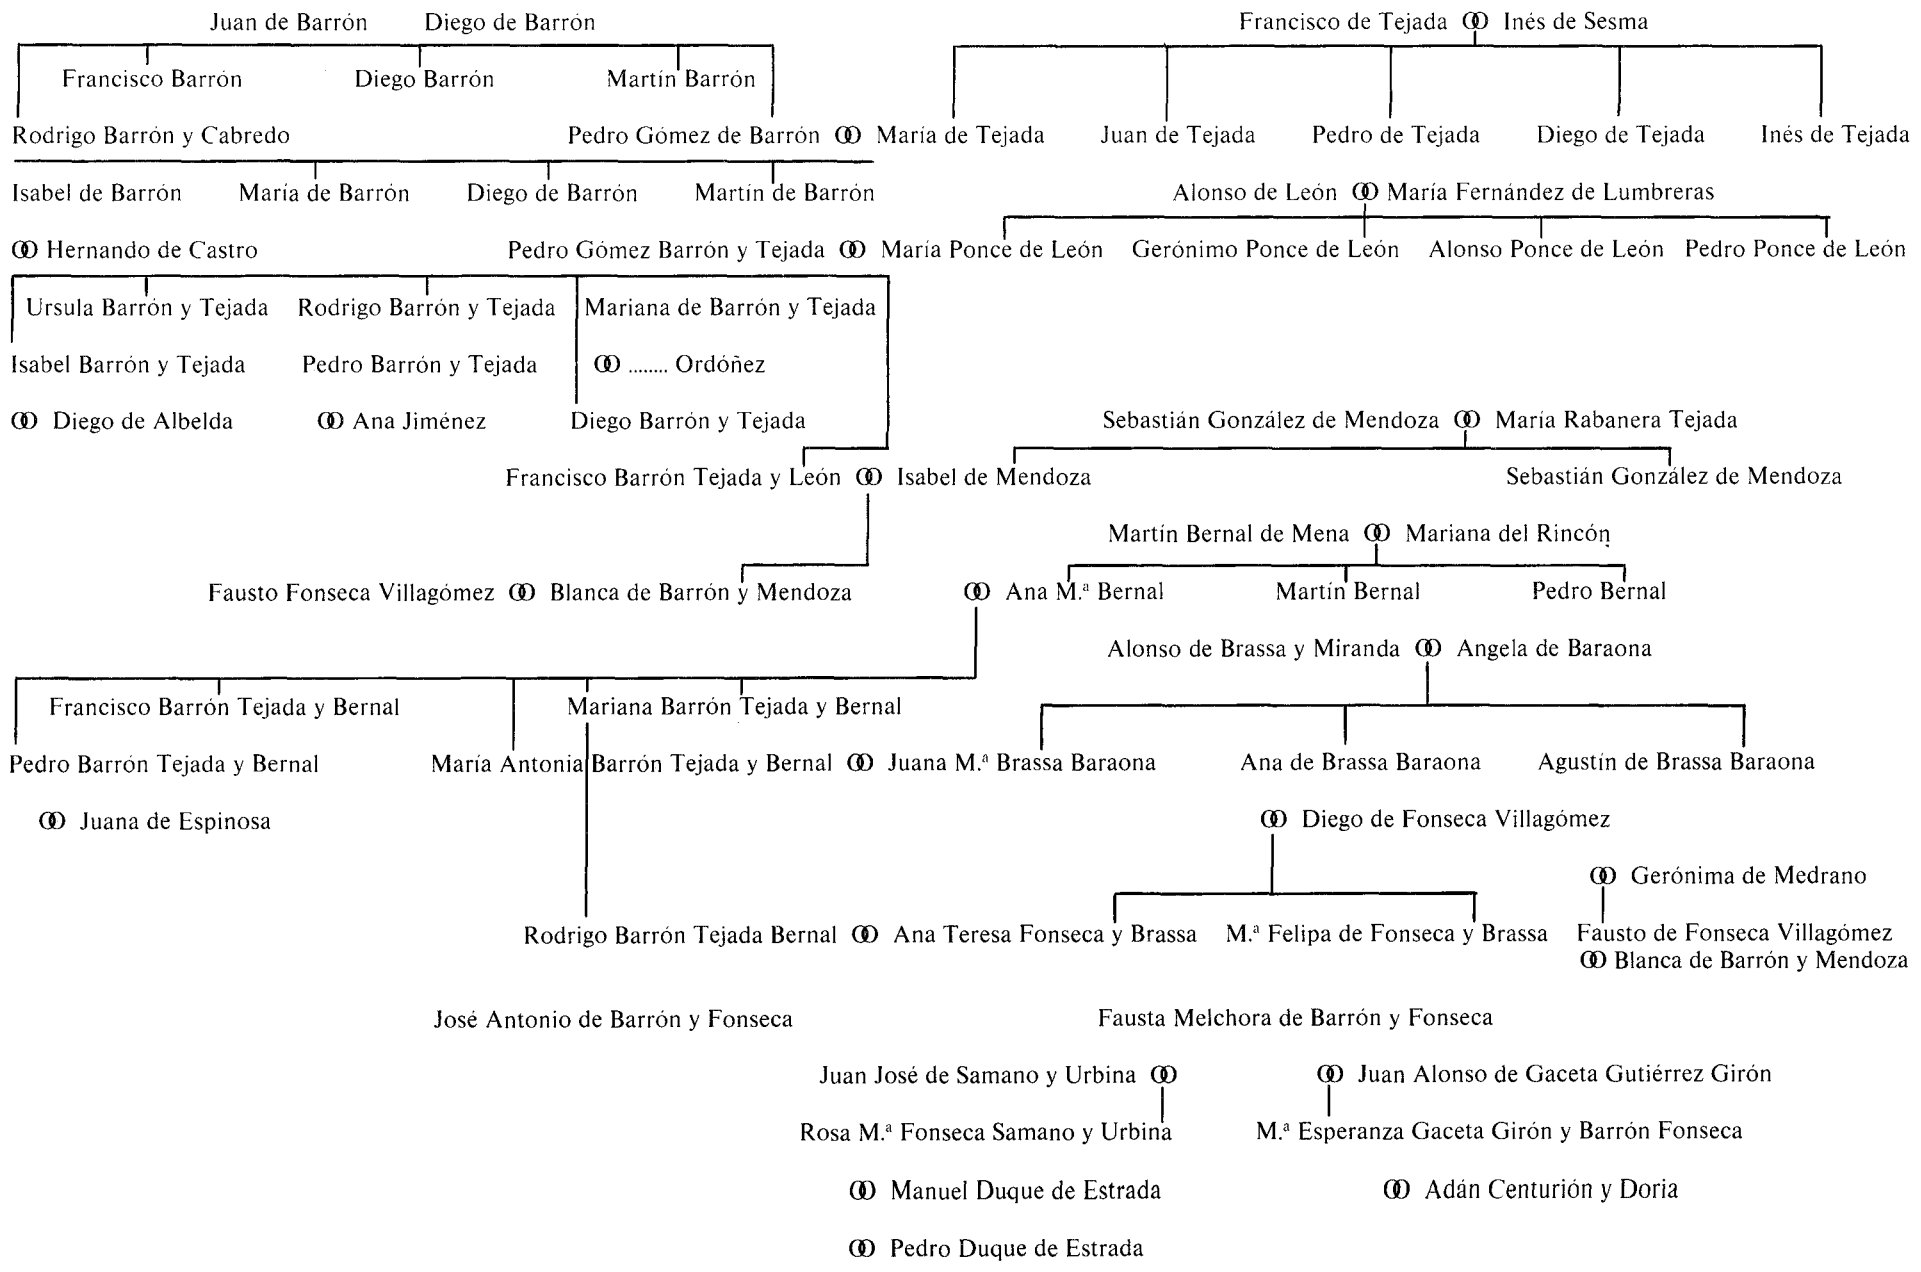 Juan de Barrón Diego de Barrón Francisco de Tejada ⚭ Inés de Sesma
Francisco Barrón Diego Barrón Martín Barrón
Rodrigo Barrón y Cabredo Pedro Gómez de Barrón ⚭ María de Tejada Juan de Tejada Pedro de Tejada Diego de Tejada Inés de Tejada
Isabel de Barrón María de Barrón Diego de Barrón Martín de Barrón Alonso de León ⚭ María Fernández de Lumbreras
⚭ Hernando de Castro Pedro Gómez Barrón y Tejada ⚭ María Ponce de León Gerónimo Ponce de León Alonso Ponce de León Pedro Ponce de León
Ursula Barrón y Tejada Rodrigo Barrón y Tejada Mariana de Barrón y Tejada
Isabel Barrón y Tejada Pedro Barrón y Tejada ⚭ ........ Ordóñez
⚭ Diego de Albelda ⚭ Ana Jiménez Diego Barrón y Tejada Sebastián González de Mendoza ⚭ María Rabanera Tejada
Francisco Barrón Tejada y León ⚭ Isabel de Mendoza Sebastián González de Mendoza
Martín Bernal de Mena ⚭ Mariana del Rincón
Fausto Fonseca Villagómez ⚭ Blanca de Barrón y Mendoza ⚭ Ana M.ª Bernal Martín Bernal Pedro Bernal
Alonso de Brassa y Miranda ⚭ Angela de Baraona
Francisco Barrón Tejada y Bernal Mariana Barrón Tejada y Bernal
Pedro Barrón Tejada y Bernal María Antonia Barrón Tejada y Bernal ⚭ Juana M.ª Brassa Baraona Ana de Brassa Baraona Agustín de Brassa Baraona
⚭ Juana de Espinosa ⚭ Diego de Fonseca Villagómez
⚭ Gerónima de Medrano
Rodrigo Barrón Tejada Bernal ⚭ Ana Teresa Fonseca y Brassa M.ª Felipa de Fonseca y Brassa Fausto de Fonseca Villagómez
⚭ Blanca de Barrón y Mendoza
José Antonio de Barrón y Fonseca Fausta Melchora de Barrón y Fonseca
Juan José de Samano y Urbina ⚭ ⚭ Juan Alonso de Gaceta Gutiérrez Girón
Rosa M.ª Fonseca Samano y Urbina M.ª Esperanza Gaceta Girón y Barrón Fonseca
⚭ Manuel Duque de Estrada ⚭ Adán Centurión y Doria
⚭ Pedro Duque de Estrada